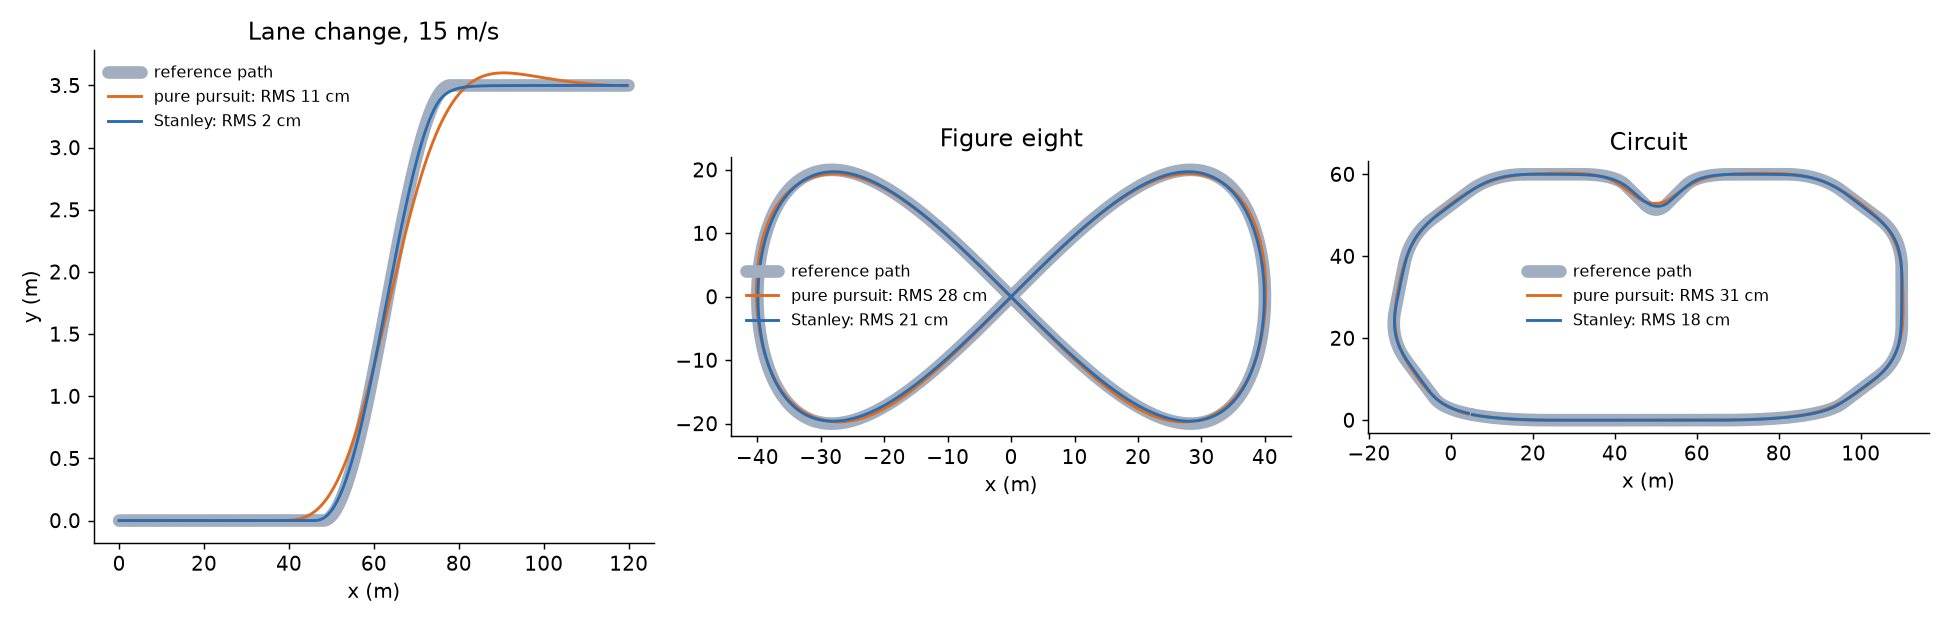 Lane change, 15 m/s
reference path
pure pursuit: RMS 11 cm
Stanley: RMS 2 cm
y (m)
3.5
3.0
2.5
2.0
1.5
1.0
0.5
0.0
0 20 40 60 80 100 120
x (m)
Figure eight
20
10
0
−10
−20
reference path
pure pursuit: RMS 28 cm
Stanley: RMS 21 cm
−40 −30 −20 −10 0 10 20 30 40
x (m)
Circuit
60
40
20
0
reference path
pure pursuit: RMS 31 cm
Stanley: RMS 18 cm
−20 0 20 40 60 80 100
x (m)